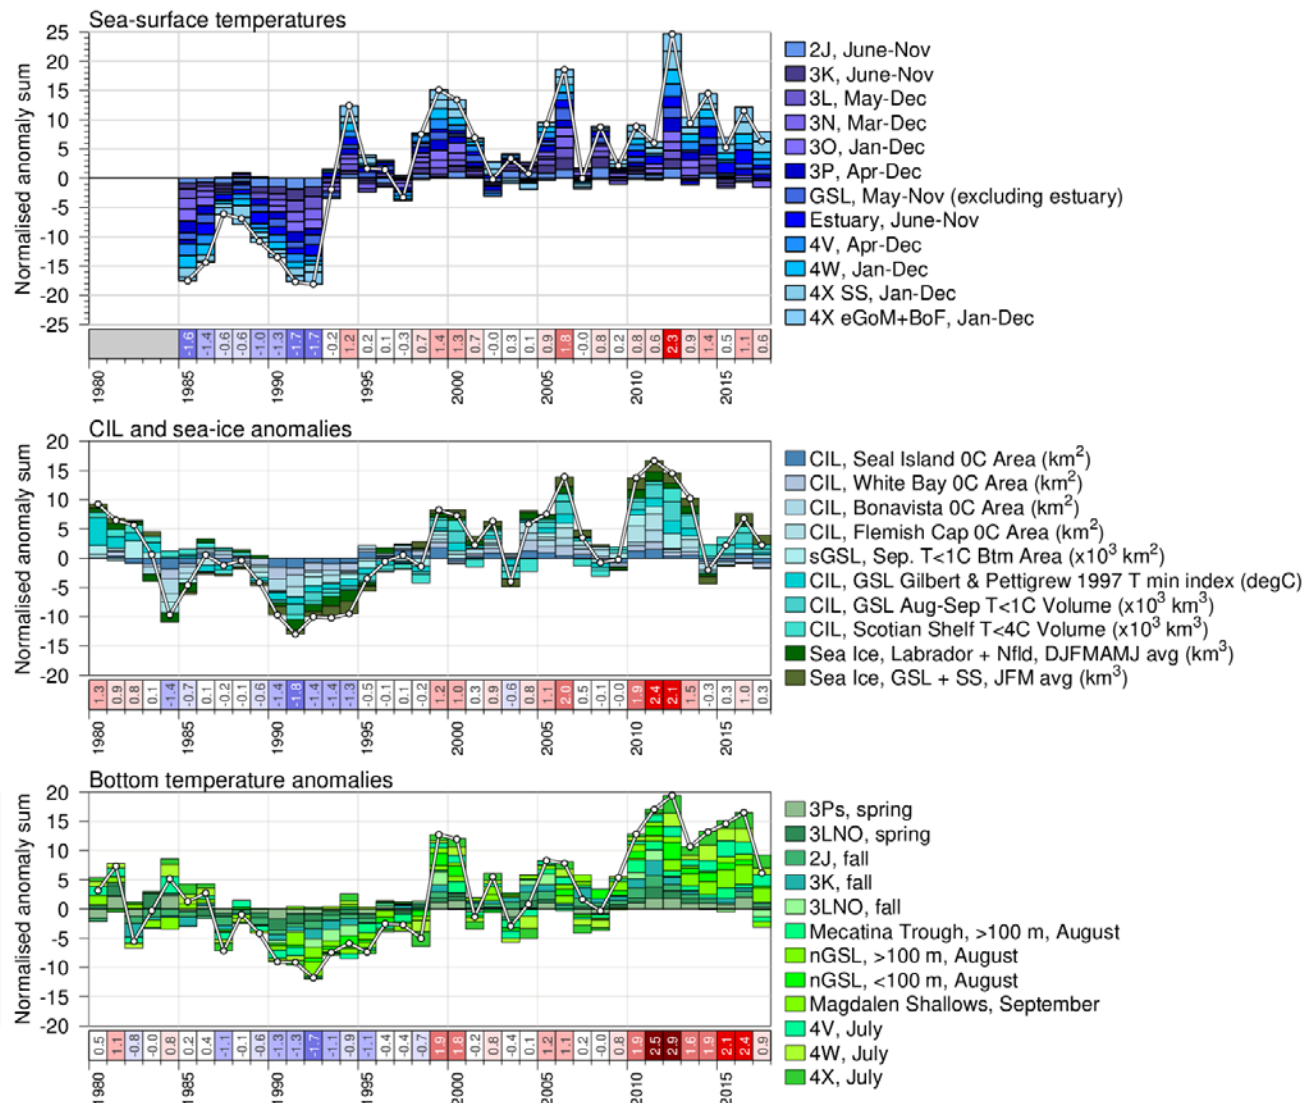 Sea-surface temperatures
Normalised anomaly sum
25
20
15
10
5
0
-5
-10
-15
-20
-25
2J, June-Nov
3K, June-Nov
3L, May-Dec
3N, Mar-Dec
3O, Jan-Dec
3P, Apr-Dec
GSL, May-Nov (excluding estuary)
Estuary, June-Nov
4V, Apr-Dec
4W, Jan-Dec
4X SS, Jan-Dec
4X eGoM+BoF, Jan-Dec
-1.6 -1.4 -0.6 -0.6 -1.0 -1.3 -1.7 -1.7 -0.2 1.2 0.2 0.1 -0.3 0.7 1.4 1.3 0.7 -0.0 0.3 0.1 0.9 1.8 -0.0 0.8 0.2 0.8 0.6 2.3 0.9 1.4 0.5 1.1 0.6
1980 1985 1990 1995 2000 2005 2010 2015
CIL and sea-ice anomalies
Normalised anomaly sum
20
15
10
5
0
-5
-10
-15
-20
CIL, Seal Island 0C Area (km²)
CIL, White Bay 0C Area (km²)
CIL, Bonavista 0C Area (km²)
CIL, Flemish Cap 0C Area (km²)
sGSL, Sep. T<1C Btm Area (x10³ km²)
CIL, GSL Gilbert & Pettigrew 1997 T min index (degC)
CIL, GSL Aug-Sep T<1C Volume (x10³ km³)
CIL, Scotian Shelf T<4C Volume (x10³ km³)
Sea Ice, Labrador + Nfld, DJFMAMJ avg (km³)
Sea Ice, GSL + SS, JFM avg (km³)
1.3 0.9 0.8 0.1 -1.4 -0.7 0.1 -0.2 -0.1 -0.6 -1.4 -1.8 -1.4 -1.4 -1.3 -0.5 -0.1 0.1 -0.2 1.2 1.0 0.3 0.9 -0.6 0.8 1.1 2.0 0.5 -0.1 -0.0 1.9 2.4 2.1 1.5 -0.3 0.3 1.0 0.3
1980 1985 1990 1995 2000 2005 2010 2015
Bottom temperature anomalies
Normalised anomaly sum
20
15
10
5
0
-5
-10
-15
-20
3Ps, spring
3LNO, spring
2J, fall
3K, fall
3LNO, fall
Mecatina Trough, >100 m, August
nGSL, >100 m, August
nGSL, <100 m, August
Magdalen Shallows, September
4V, July
4W, July
4X, July
0.5 1.1 -0.8 -0.0 0.8 0.2 0.4 -1.1 -0.1 -0.6 -1.3 -1.3 -1.7 -1.1 -0.9 -1.1 -0.4 -0.4 -0.7 1.9 1.8 -0.2 0.8 -0.4 0.1 1.2 1.1 0.2 -0.0 0.8 1.9 2.5 2.9 1.6 1.9 2.1 2.4 0.9
1980 1985 1990 1995 2000 2005 2010 2015